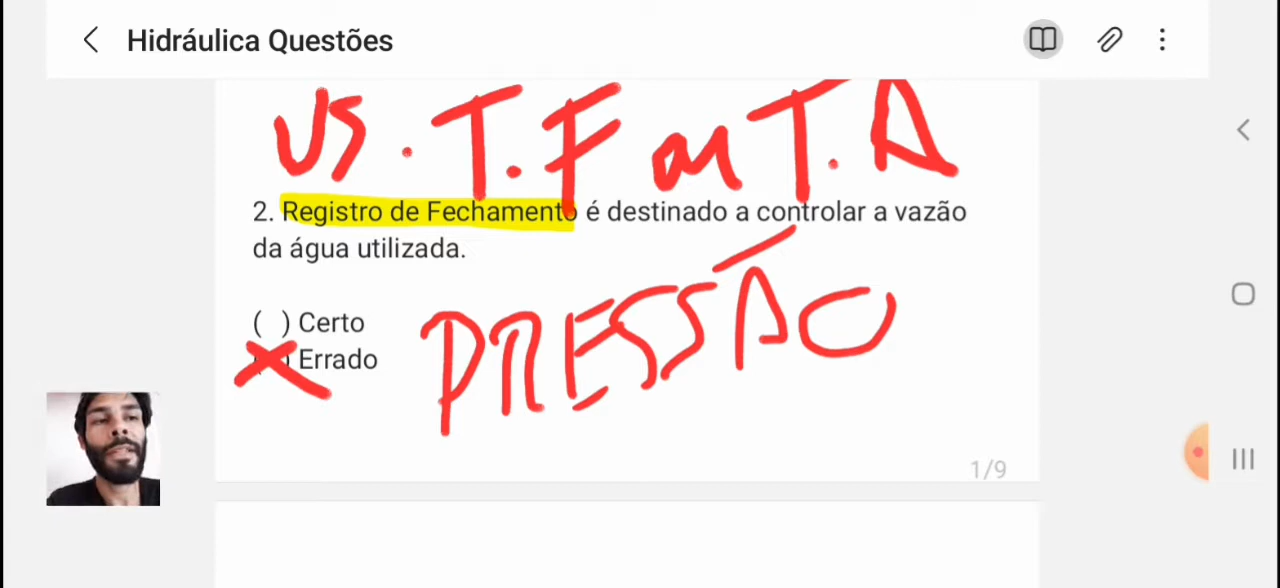 Hidráulica Questões
US. T.F ou T.A
2. Registro de Fechamento é destinado a controlar a vazão
da água utilizada.
( ) Certo
( ) Errado
PRESSÃO
1/9